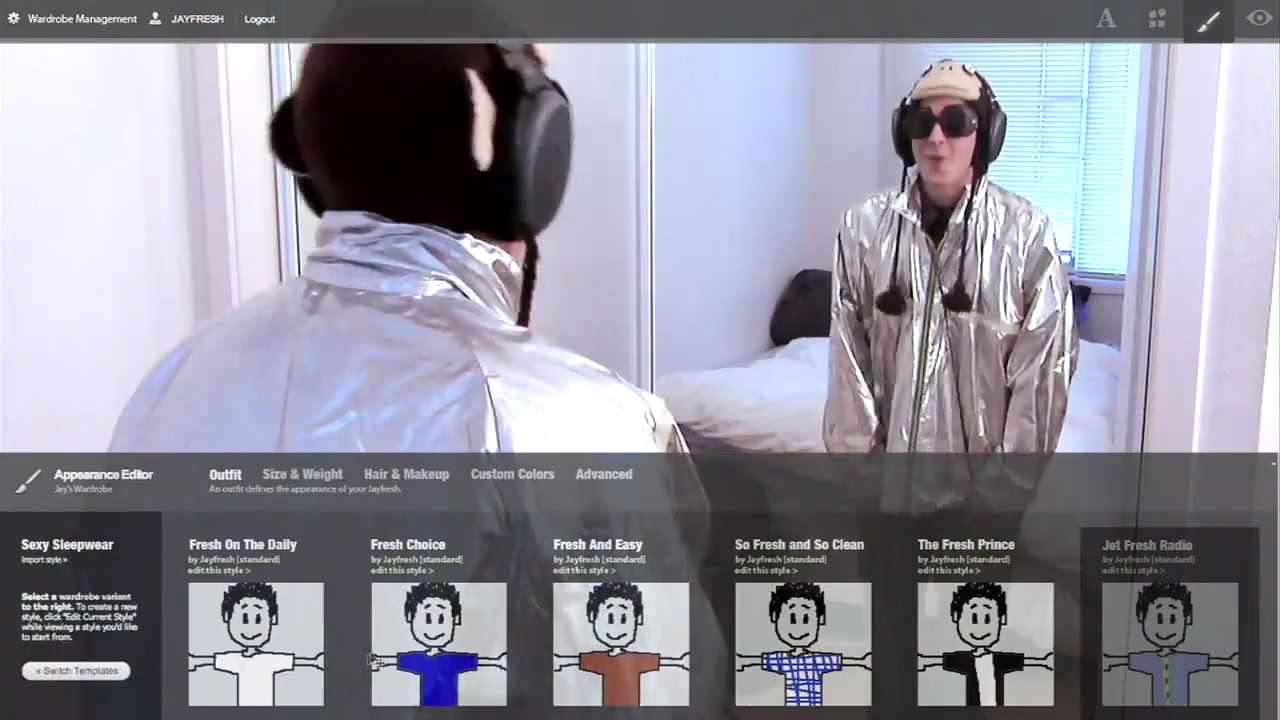 Wardrobe Management JAYFRESH Logout
A
Appearance Editor
Jay's Wardrobe
Outfit Size & Weight Hair & Makeup Custom Colors Advanced
An outfit defines the appearance of your Jayfresh.
Sexy Sleepwear
Import style »
Select a wardrobe variant
to the right. To create a new
style, click "Edit Current Style"
while viewing a style you'd like
to start from.
« Switch Templates
Fresh On The Daily
by Jayfresh [standard]
edit this style >
Fresh Choice
by Jayfresh [standard]
edit this style >
Fresh And Easy
by Jayfresh [standard]
edit this style >
So Fresh and So Clean
by Jayfresh [standard]
edit this style >
The Fresh Prince
by Jayfresh [standard]
edit this style >
Jet Fresh Radio
by Jayfresh [standard]
edit this style >